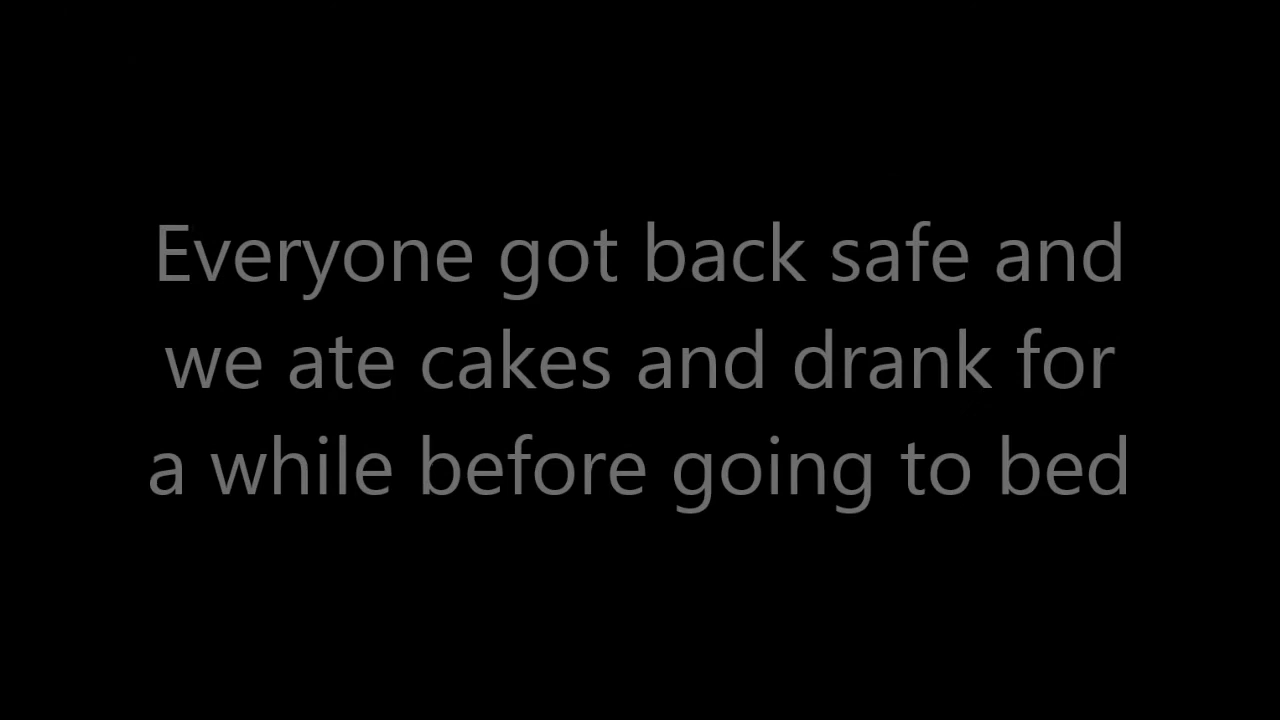 Everyone got back safe and
we ate cakes and drank for
a while before going to bed